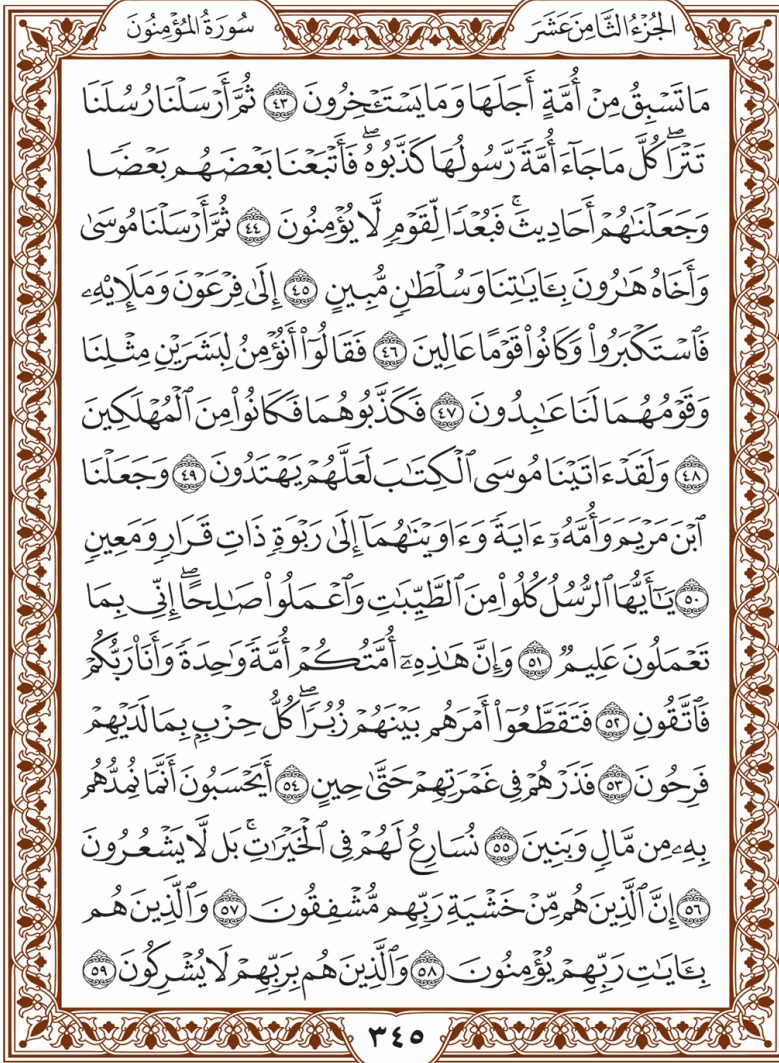 الجُزْءُ الثَّامِنَ عَشَرَ
سُورَةُ المُؤْمِنُونَ
مَا تَسۡبِقُ مِنۡ أُمَّةٍ أَجَلَهَا وَمَا يَسۡتَـٔۡخِرُونَ ٤٣ ثُمَّ أَرۡسَلۡنَا رُسُلَنَا
تَتۡرَاۖ كُلَّ مَا جَآءَ أُمَّةٗ رَّسُولُهَا كَذَّبُوهُۖ فَأَتۡبَعۡنَا بَعۡضَهُم بَعۡضٗا
وَجَعَلۡنَٰهُمۡ أَحَادِيثَۚ فَبُعۡدٗا لِّقَوۡمٖ لَّا يُؤۡمِنُونَ ٤٤ ثُمَّ أَرۡسَلۡنَا مُوسَىٰ
وَأَخَاهُ هَٰرُونَ بِـَٔايَٰتِنَا وَسُلۡطَٰنٖ مُّبِينٍ ٤٥ إِلَىٰ فِرۡعَوۡنَ وَمَلَإِيْهِۦ
فَٱسۡتَكۡبَرُواْ وَكَانُواْ قَوۡمًا عَالِينَ ٤٦ فَقَالُوٓاْ أَنُؤۡمِنُ لِبَشَرَيۡنِ مِثۡلِنَا
وَقَوۡمُهُمَا لَنَا عَٰبِدُونَ ٤٧ فَكَذَّبُوهُمَا فَكَانُواْ مِنَ ٱلۡمُهۡلَكِينَ
٤٨ وَلَقَدۡ ءَاتَيۡنَا مُوسَى ٱلۡكِتَٰبَ لَعَلَّهُمۡ يَهۡتَدُونَ ٤٩ وَجَعَلۡنَا
ٱبۡنَ مَرۡيَمَ وَأُمَّهُۥٓ ءَايَةٗ وَءَاوَيۡنَٰهُمَآ إِلَىٰ رَبۡوَةٖ ذَاتِ قَرَارٖ وَمَعِينٖ
٥٠ يَٰٓأَيُّهَا ٱلرُّسُلُ كُلُواْ مِنَ ٱلطَّيِّبَٰتِ وَٱعۡمَلُواْ صَٰلِحًاۖ إِنِّي بِمَا
تَعۡمَلُونَ عَلِيمٞ ٥١ وَإِنَّ هَٰذِهِۦٓ أُمَّتُكُمۡ أُمَّةٗ وَٰحِدَةٗ وَأَنَا۠ رَبُّكُمۡ
فَٱتَّقُونِ ٥٢ فَتَقَطَّعُوٓاْ أَمۡرَهُم بَيۡنَهُمۡ زُبُرٗاۖ كُلُّ حِزۡبِۭ بِمَا لَدَيۡهِمۡ
فَرِحُونَ ٥٣ فَذَرۡهُمۡ فِي غَمۡرَتِهِمۡ حَتَّىٰ حِينٍ ٥٤ أَيَحۡسَبُونَ أَنَّمَا نُمِدُّهُم
بِهِۦ مِن مَّالٖ وَبَنِينَ ٥٥ نُسَارِعُ لَهُمۡ فِي ٱلۡخَيۡرَٰتِۚ بَل لَّا يَشۡعُرُونَ
٥٦ إِنَّ ٱلَّذِينَ هُم مِّنۡ خَشۡيَةِ رَبِّهِم مُّشۡفِقُونَ ٥٧ وَٱلَّذِينَ هُم
بِـَٔايَٰتِ رَبِّهِمۡ يُؤۡمِنُونَ ٥٨ وَٱلَّذِينَ هُم بِرَبِّهِمۡ لَا يُشۡرِكُونَ ٥٩
٣٤٥